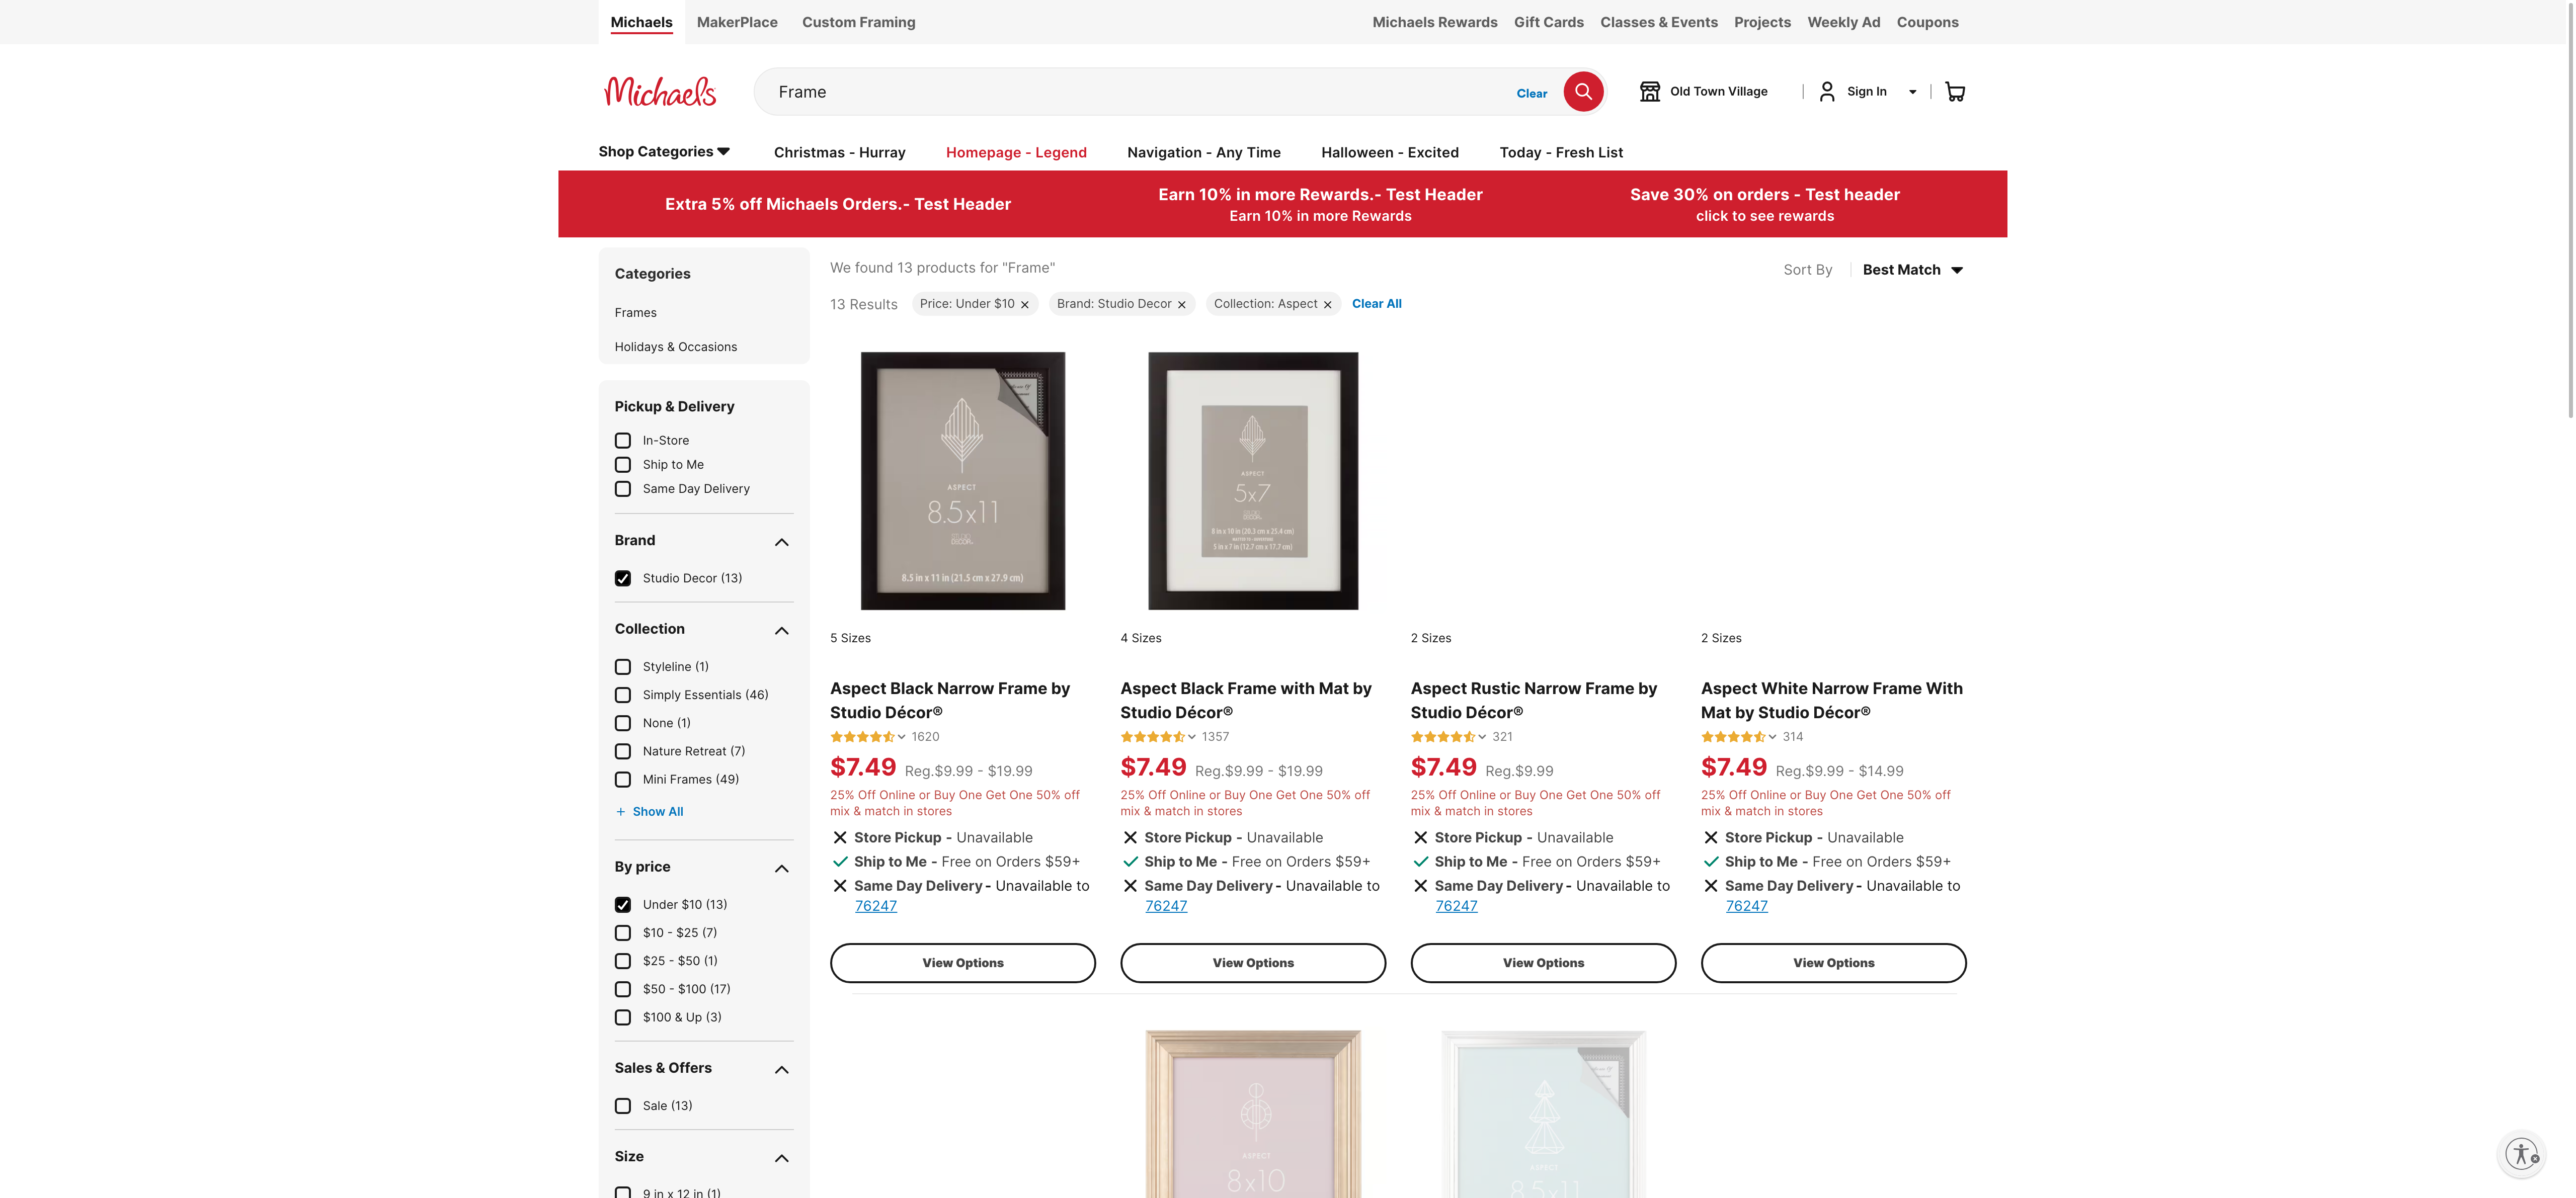 Michaels
MakerPlace
Custom Framing
Michaels Rewards
Gift Cards
Classes & Events
Projects
Weekly Ad
Coupons
Michaels
Frame
Clear
Old Town Village
Sign In
Shop Categories
Christmas - Hurray
Homepage - Legend
Navigation - Any Time
Halloween - Excited
Today - Fresh List
Extra 5% off Michaels Orders.- Test Header
Earn 10% in more Rewards.- Test Header
Earn 10% in more Rewards
Save 30% on orders - Test header
click to see rewards
Categories
Frames
Holidays & Occasions
Pickup & Delivery
In-Store
Ship to Me
Same Day Delivery
Brand
Studio Decor (13)
Collection
Styleline (1)
Simply Essentials (46)
None (1)
Nature Retreat (7)
Mini Frames (49)
+ Show All
By price
Under $10 (13)
$10 - $25 (7)
$25 - $50 (1)
$50 - $100 (17)
$100 & Up (3)
Sales & Offers
Sale (13)
Size
9 in x 12 in (1)
We found 13 products for "Frame"
Sort By
Best Match
13 Results
Price: Under $10
Brand: Studio Decor
Collection: Aspect
Clear All
ASPECT
8.5x11
STUDIO
DECOR
8.5 in x 11 in (21.5 cm x 27.9 cm)
5 Sizes
Aspect Black Narrow Frame by
Studio Décor®
1620
$7.49 Reg.$9.99 - $19.99
25% Off Online or Buy One Get One 50% off
mix & match in stores
Store Pickup - Unavailable
Ship to Me - Free on Orders $59+
Same Day Delivery - Unavailable to
76247
View Options
ASPECT
5x7
STUDIO
DECOR
8 in x 10 in (20.3 cm x 25.4 cm)
5 in x 7 in (12.7 cm x 17.7 cm)
4 Sizes
Aspect Black Frame with Mat by
Studio Décor®
1357
$7.49 Reg.$9.99 - $19.99
25% Off Online or Buy One Get One 50% off
mix & match in stores
Store Pickup - Unavailable
Ship to Me - Free on Orders $59+
Same Day Delivery - Unavailable to
76247
View Options
2 Sizes
Aspect Rustic Narrow Frame by
Studio Décor®
321
$7.49 Reg.$9.99
25% Off Online or Buy One Get One 50% off
mix & match in stores
Store Pickup - Unavailable
Ship to Me - Free on Orders $59+
Same Day Delivery - Unavailable to
76247
View Options
2 Sizes
Aspect White Narrow Frame With
Mat by Studio Décor®
314
$7.49 Reg.$9.99 - $14.99
25% Off Online or Buy One Get One 50% off
mix & match in stores
Store Pickup - Unavailable
Ship to Me - Free on Orders $59+
Same Day Delivery - Unavailable to
76247
View Options
ASPECT
8x10
ASPECT
8.5x11